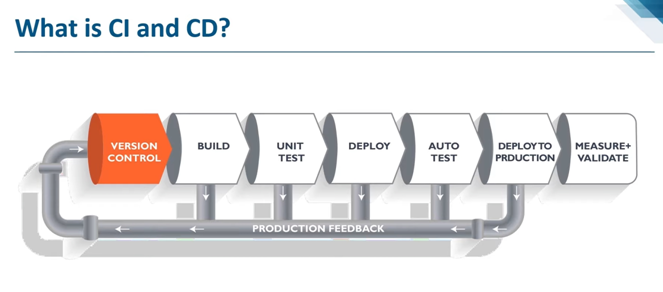 What is CI and CD?
VERSION
CONTROL
BUILD
UNIT
TEST
DEPLOY
AUTO
TEST
DEPLOY TO
PRDUCTION
MEASURE+
VALIDATE
PRODUCTION FEEDBACK